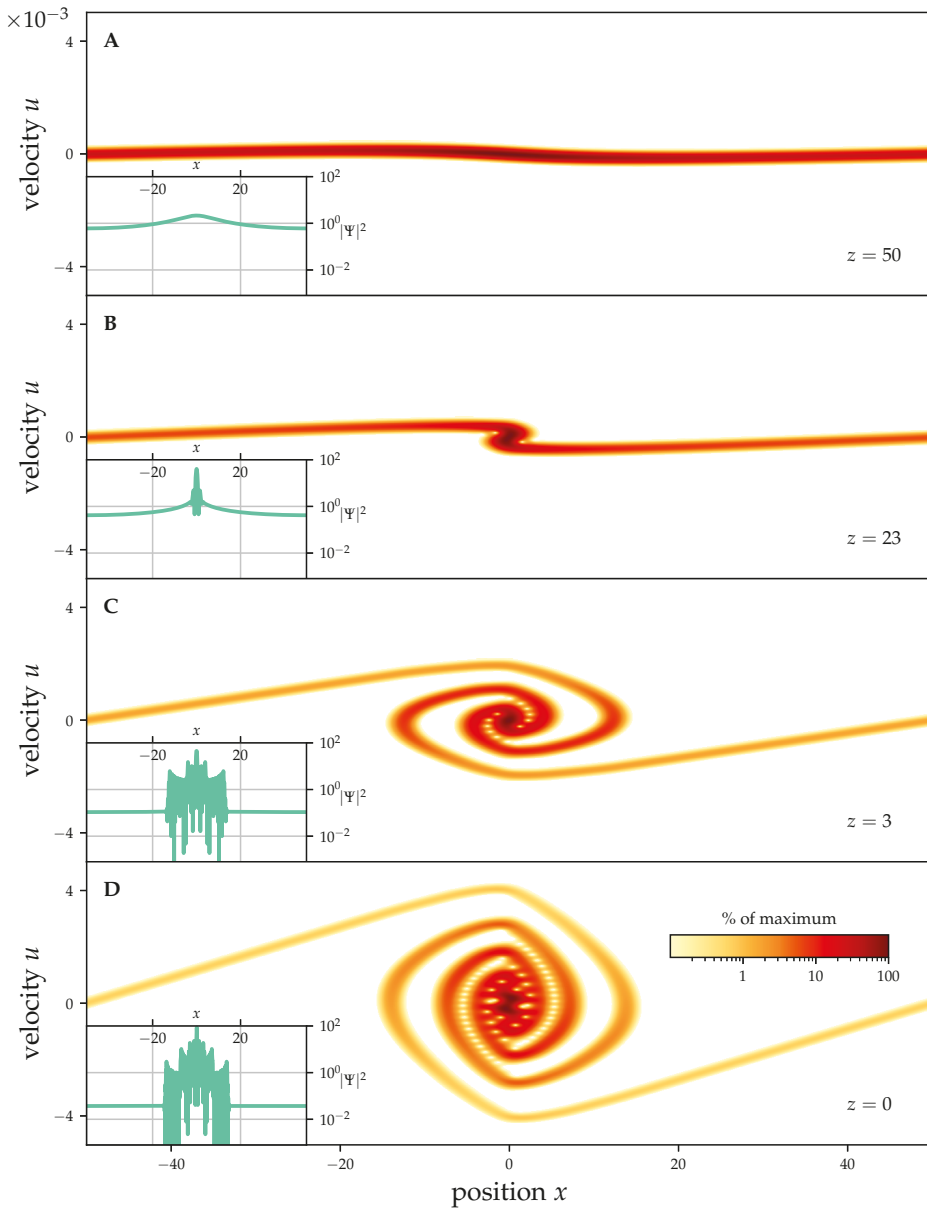 ×10⁻³
A
4
velocity u
0
−4
x
−20 20
10²
10⁰
|Ψ|²
10⁻²
z = 50
B
4
velocity u
0
−4
x
−20 20
10²
10⁰
|Ψ|²
10⁻²
z = 23
C
4
velocity u
0
−4
x
−20 20
10²
10⁰
|Ψ|²
10⁻²
z = 3
D
4
velocity u
0
−4
% of maximum
1 10 100
x
−20 20
10²
10⁰
|Ψ|²
10⁻²
z = 0
−40 −20 0 20 40
position x